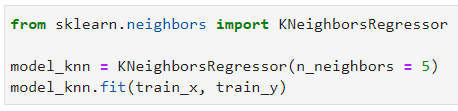 from sklearn.neighbors import KNeighborsRegressor
model_knn = KNeighborsRegressor(n_neighbors = 5)
model_knn.fit(train_x, train_y)